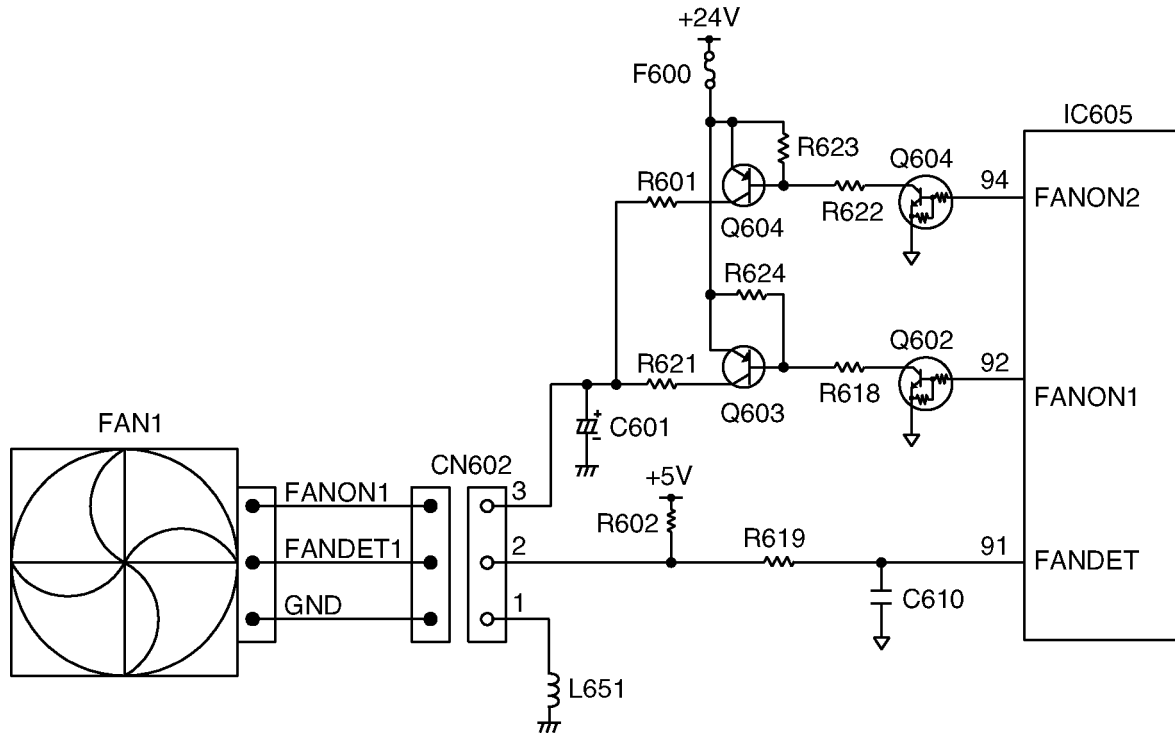 +24V
F600
IC605
R623
Q604
94
R601
FANON2
R622
Q604
R624
Q602
92
R621
R618
FANON1
Q603
FAN1
C601
CN602
+5V
FANON1
3
R602
R619
91
FANDET1
2
FANDET
C610
GND
1
L651